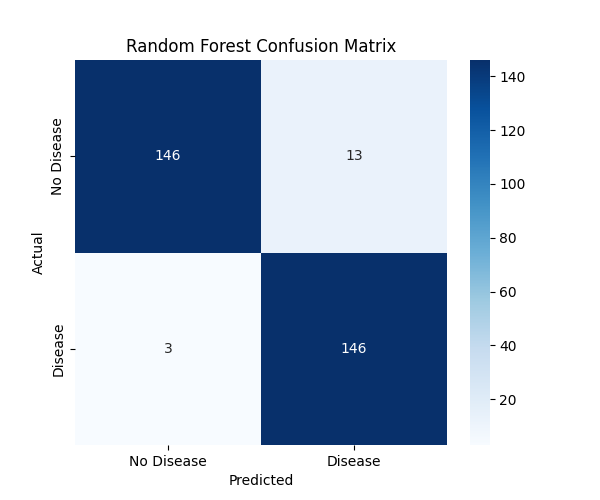 Random Forest Confusion Matrix
Actual
No Disease
Disease
146
13
3
146
No Disease
Disease
Predicted
140
120
100
80
60
40
20